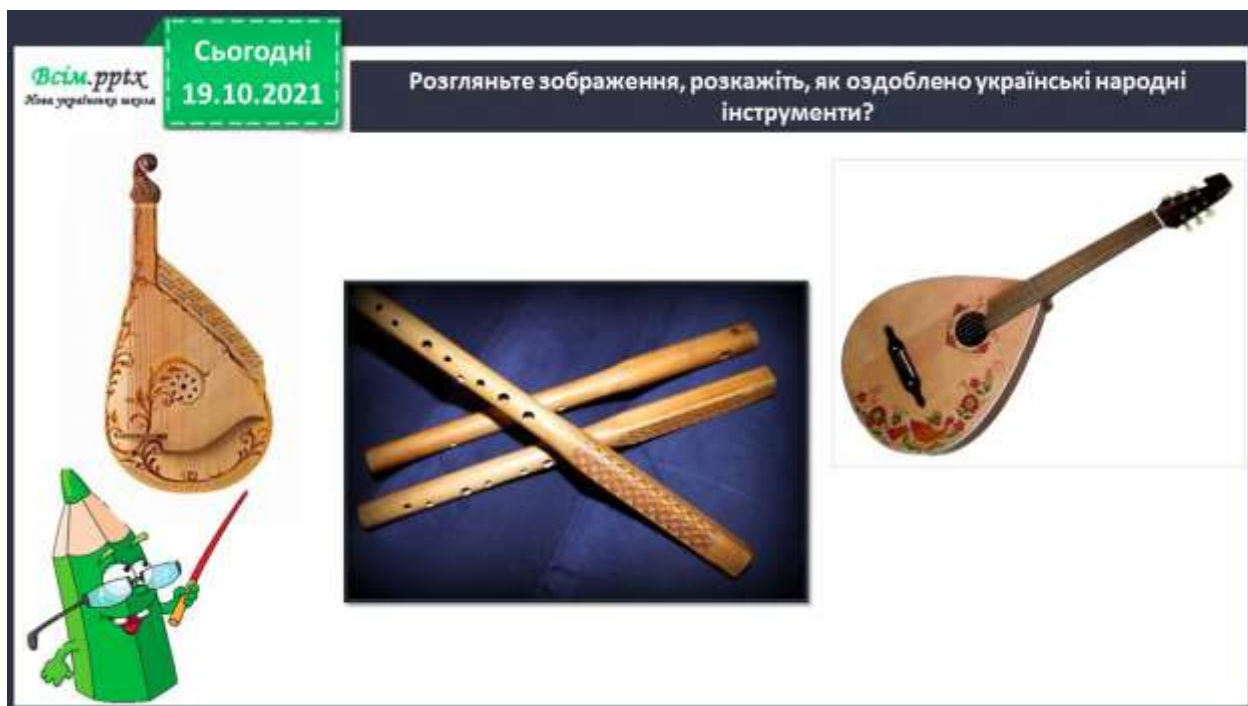 Всім.pptx
Нова українська школа
Сьогодні
19.10.2021
Розгляньте зображення, розкажіть, як оздоблено українські народні
інструменти?